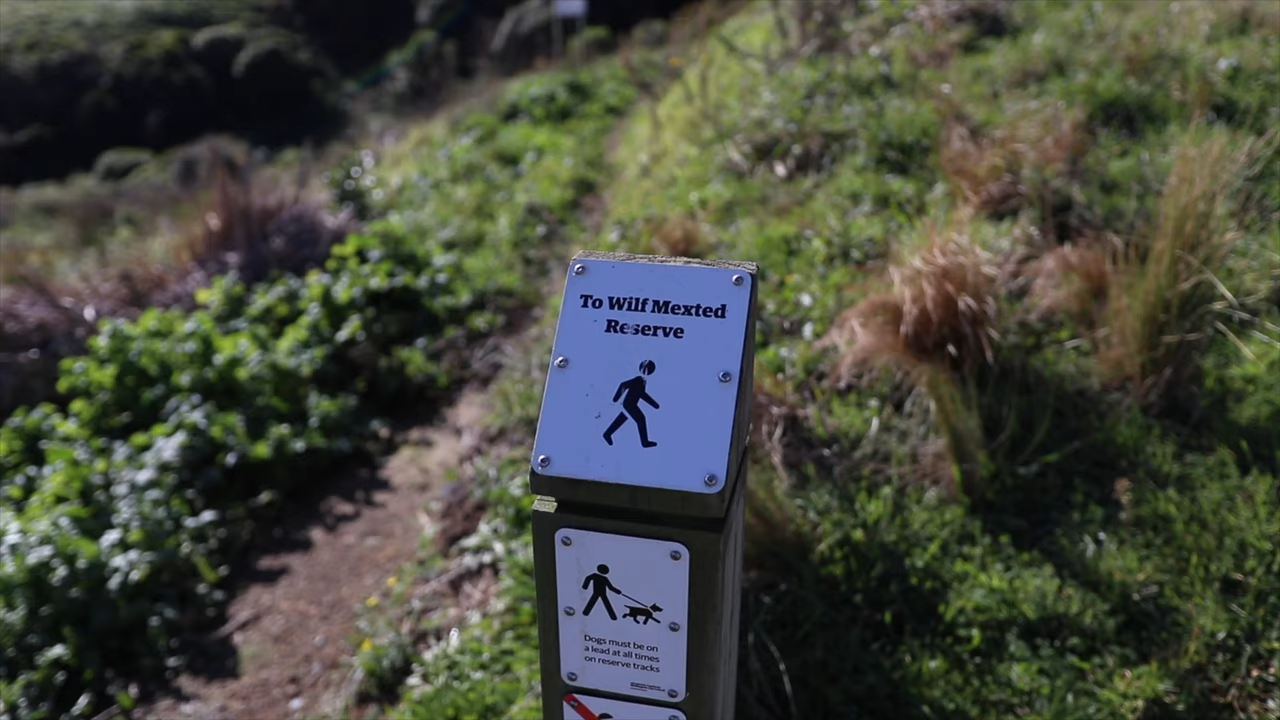 To Wilf Mexted
Reserve
Dogs must be on
a lead at all times
on reserve tracks